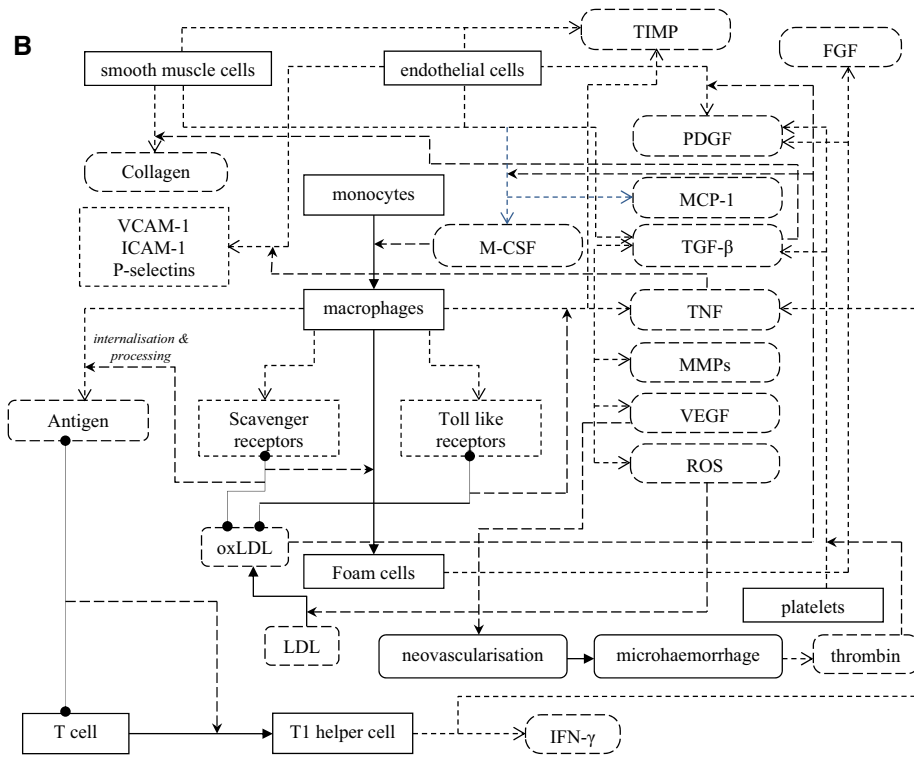 B
TIMP
FGF
smooth muscle cells
endothelial cells
PDGF
Collagen
monocytes
MCP-1
VCAM-1
ICAM-1
P-selectins
M-CSF
TGF-β
macrophages
TNF
internalisation &
processing
MMPs
Antigen
Scavenger
receptors
Toll like
receptors
VEGF
ROS
oxLDL
Foam cells
platelets
LDL
neovascularisation
microhaemorrhage
thrombin
T cell
T1 helper cell
IFN-γ